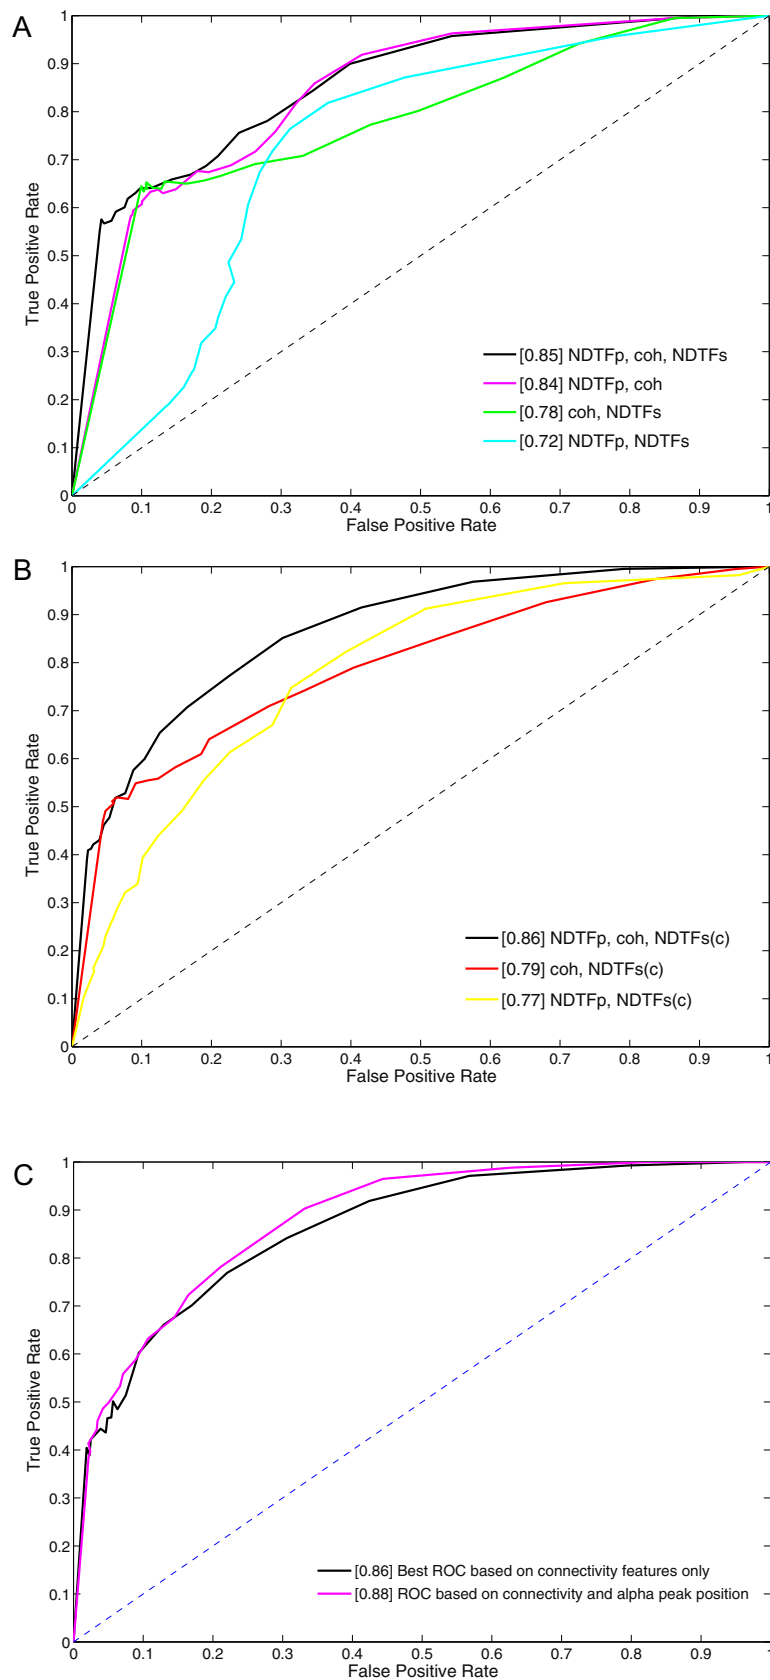 A
1
0.9
0.8
0.7
0.6
0.5
0.4
0.3
0.2
0.1
0
True Positive Rate
[0.85] NDTFp, coh, NDTFs
[0.84] NDTFp, coh
[0.78] coh, NDTFs
[0.72] NDTFp, NDTFs
0 0.1 0.2 0.3 0.4 0.5 0.6 0.7 0.8 0.9 1
False Positive Rate
B
1
0.9
0.8
0.7
0.6
0.5
0.4
0.3
0.2
0.1
0
True Positive Rate
[0.86] NDTFp, coh, NDTFs(c)
[0.79] coh, NDTFs(c)
[0.77] NDTFp, NDTFs(c)
0 0.1 0.2 0.3 0.4 0.5 0.6 0.7 0.8 0.9 1
False Positive Rate
C
1
0.9
0.8
0.7
0.6
0.5
0.4
0.3
0.2
0.1
0
True Positive Rate
[0.86] Best ROC based on connectivity features only
[0.88] ROC based on connectivity and alpha peak position
0 0.1 0.2 0.3 0.4 0.5 0.6 0.7 0.8 0.9 1
False Positive Rate